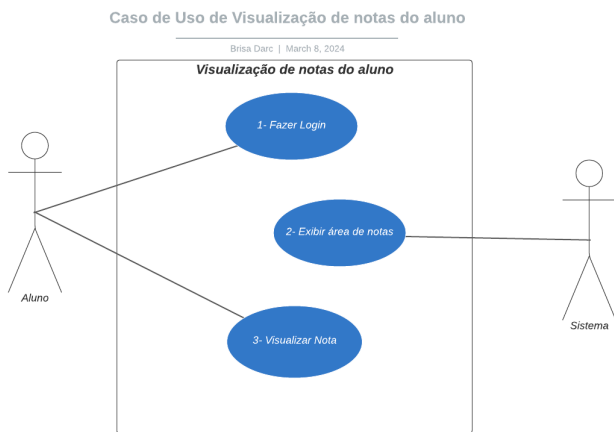 Caso de Uso de Visualização de notas do aluno
Brisa Darc | March 8, 2024
Visualização de notas do aluno
1- Fazer Login
2- Exibir área de notas
Aluno
Sistema
3- Visualizar Nota